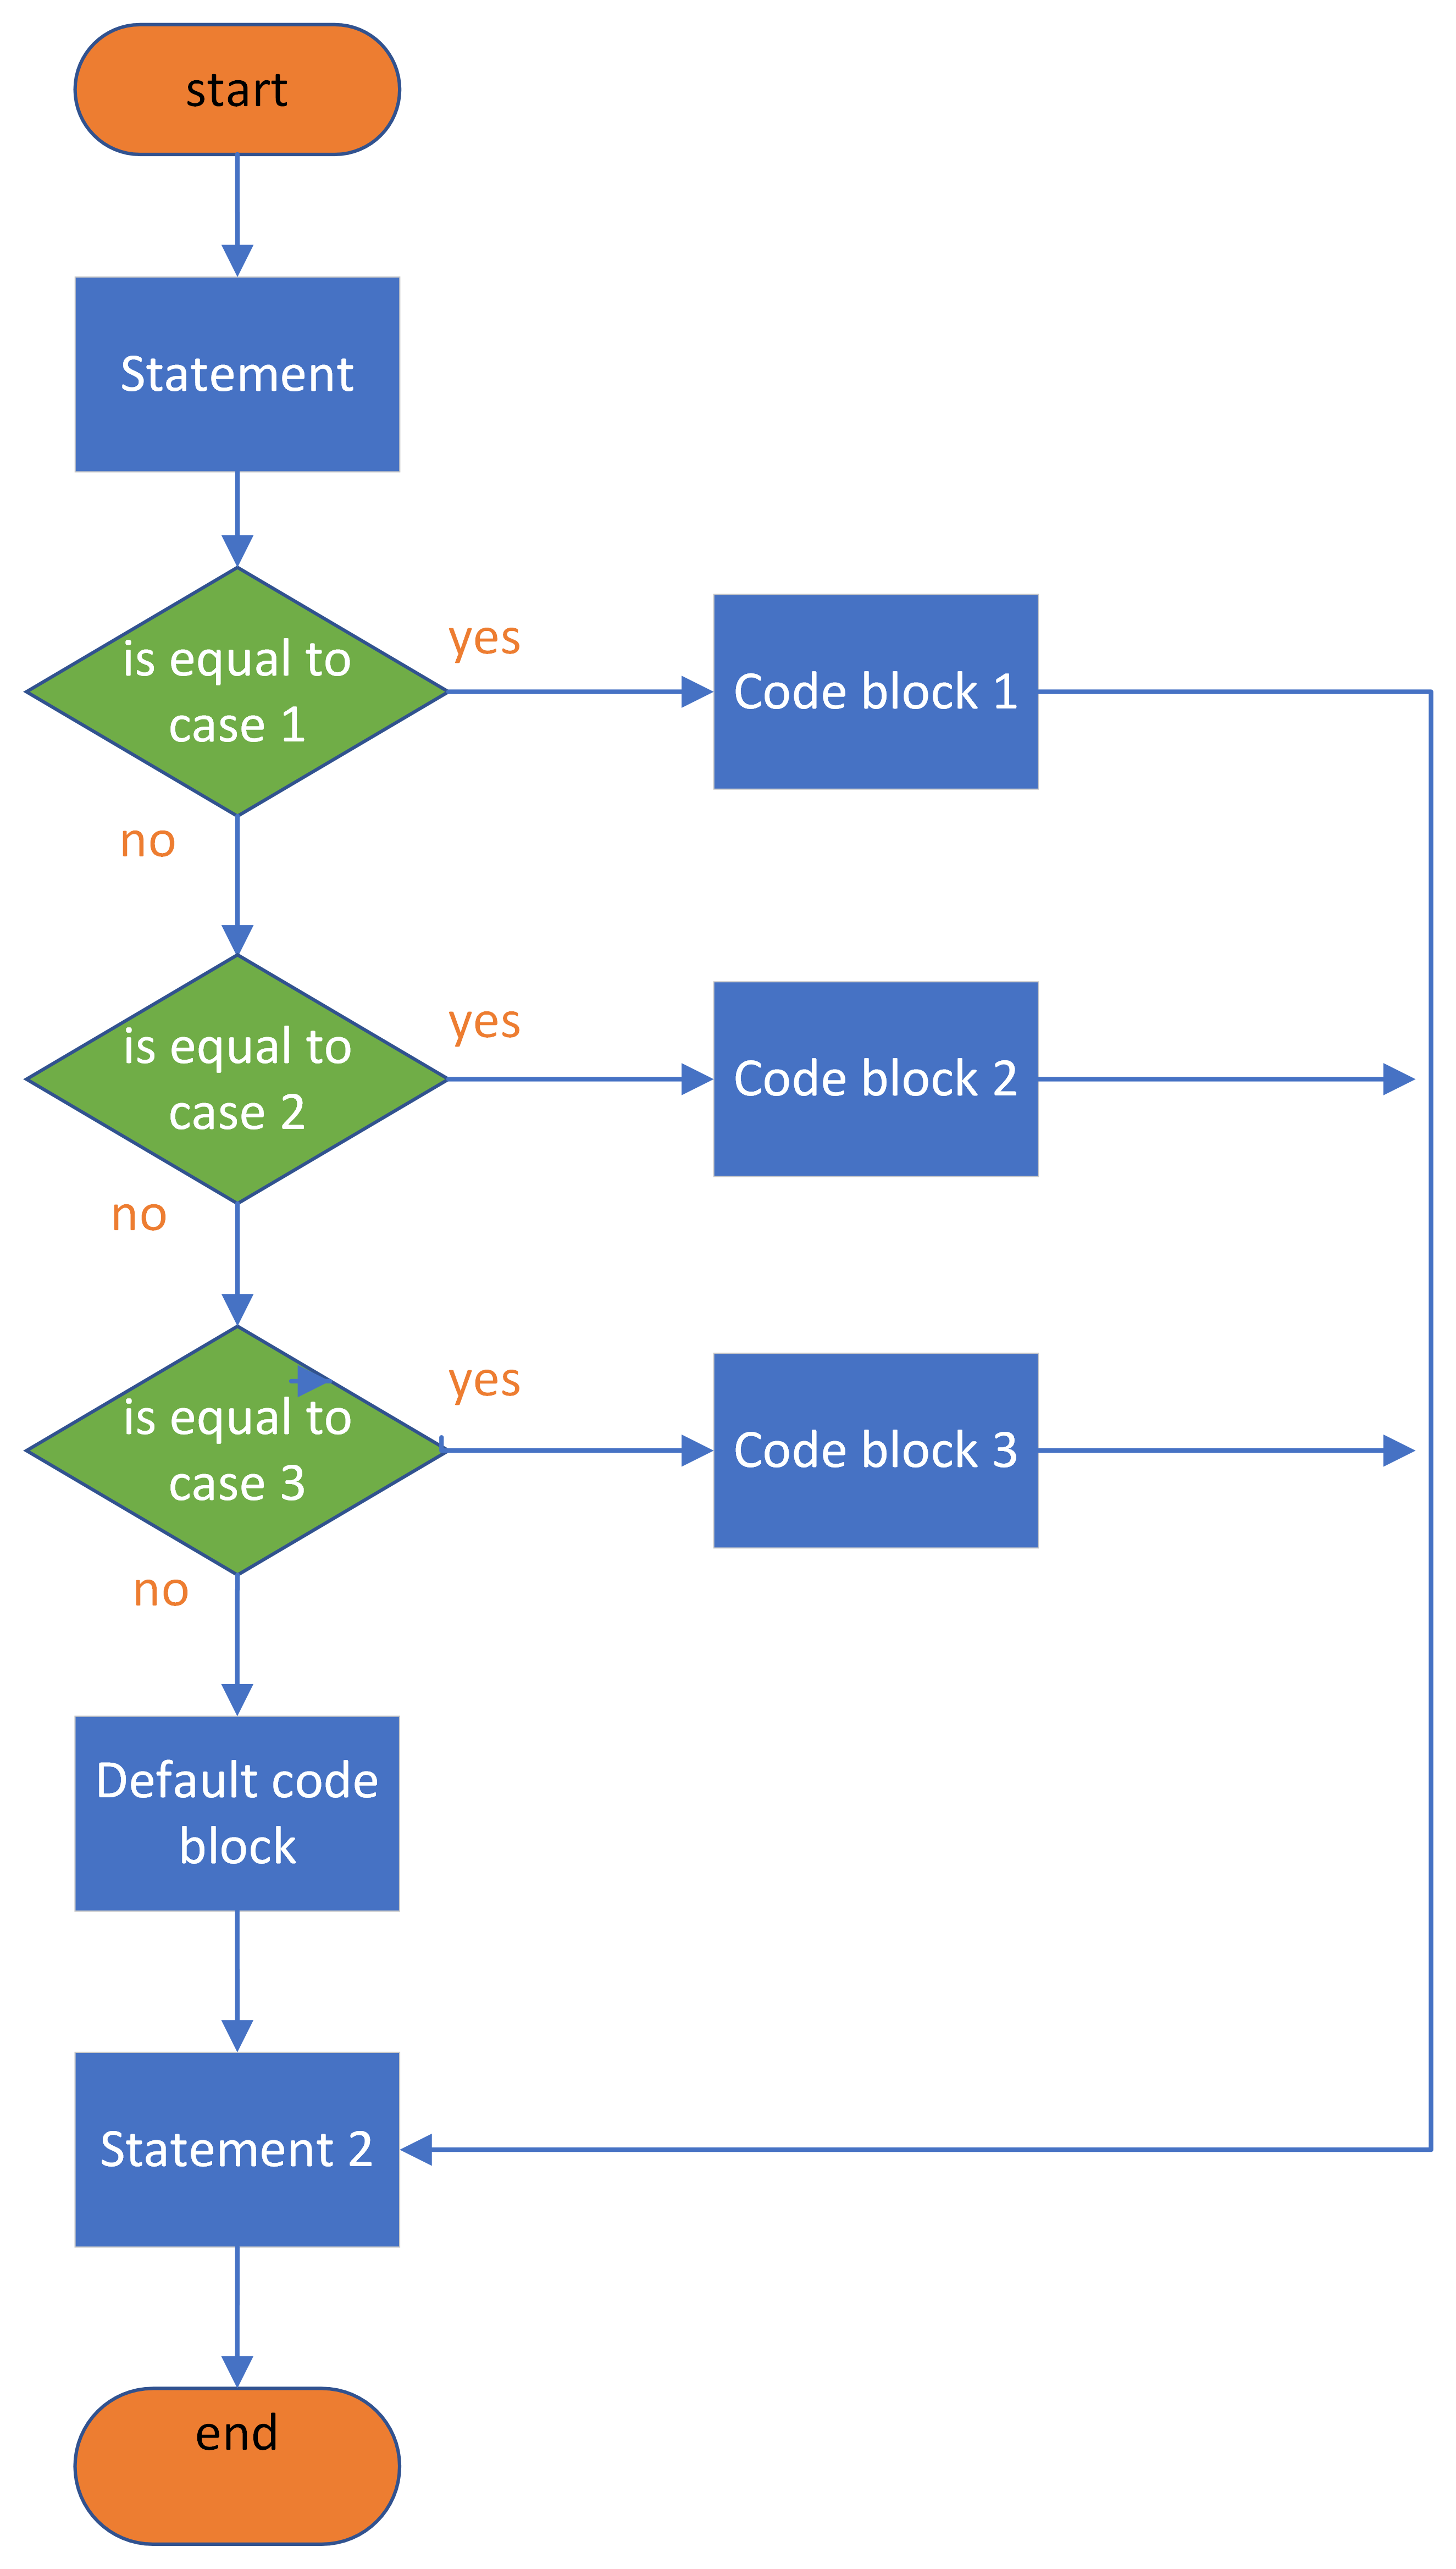 start
Statement
is equal to
case 1
yes
Code block 1
no
is equal to
case 2
yes
Code block 2
no
is equal to
case 3
yes
Code block 3
no
Default code
block
Statement 2
end